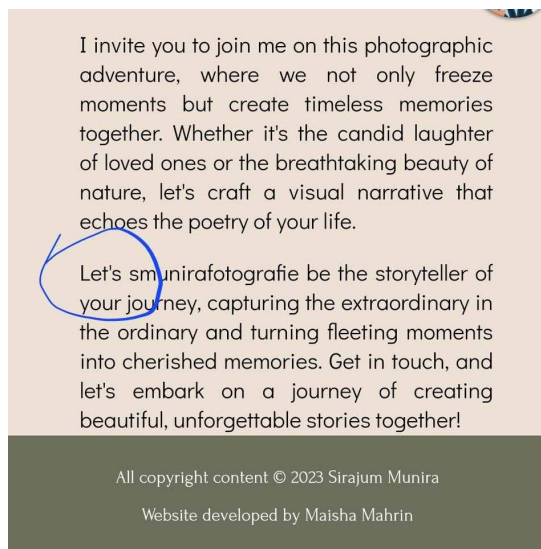 I invite you to join me on this photographic
adventure, where we not only freeze
moments but create timeless memories
together. Whether it's the candid laughter
of loved ones or the breathtaking beauty of
nature, let's craft a visual narrative that
echoes the poetry of your life.
Let's smunirafotografie be the storyteller of
your journey, capturing the extraordinary in
the ordinary and turning fleeting moments
into cherished memories. Get in touch, and
let's embark on a journey of creating
beautiful, unforgettable stories together!
All copyright content © 2023 Sirajum Munira
Website developed by Maisha Mahrin